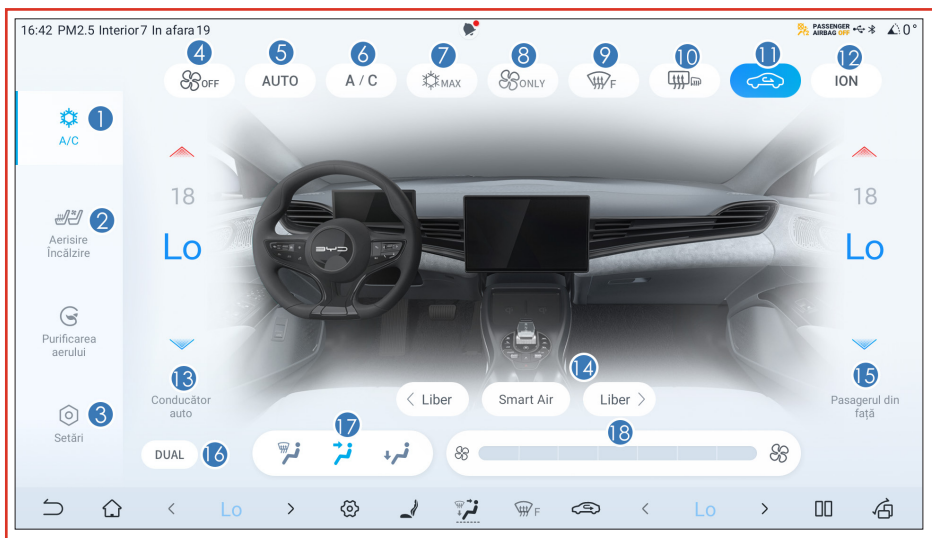 16:42 PM2.5 Interior7 In afara19
PASSENGER
AIRBAG OFF
0°
4 5 6 7 8 9 10 11 12
OFF AUTO A / C MAX ONLY F ION
1
A/C
2
Aerisire
Încălzire
Purificarea
aerului
3
Setări
18
Lo
13
Conducător
auto
BYD
18
Lo
15
Pasagerul din
față
14
< Liber Smart Air Liber >
DUAL 16
17
18
< Lo > F < Lo >